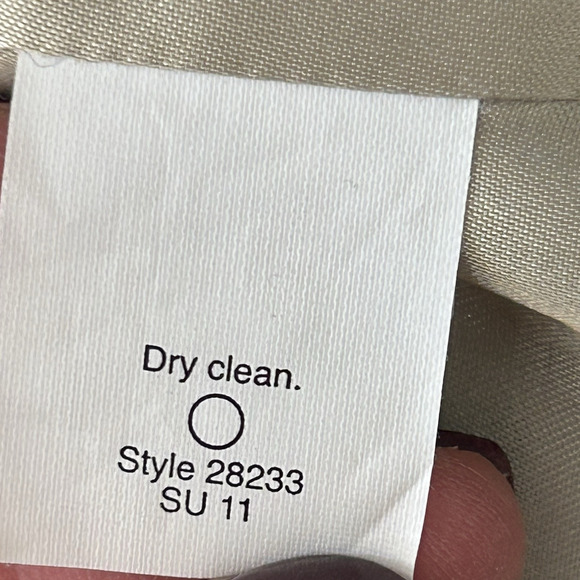 Dry clean.
Style 28233
SU 11